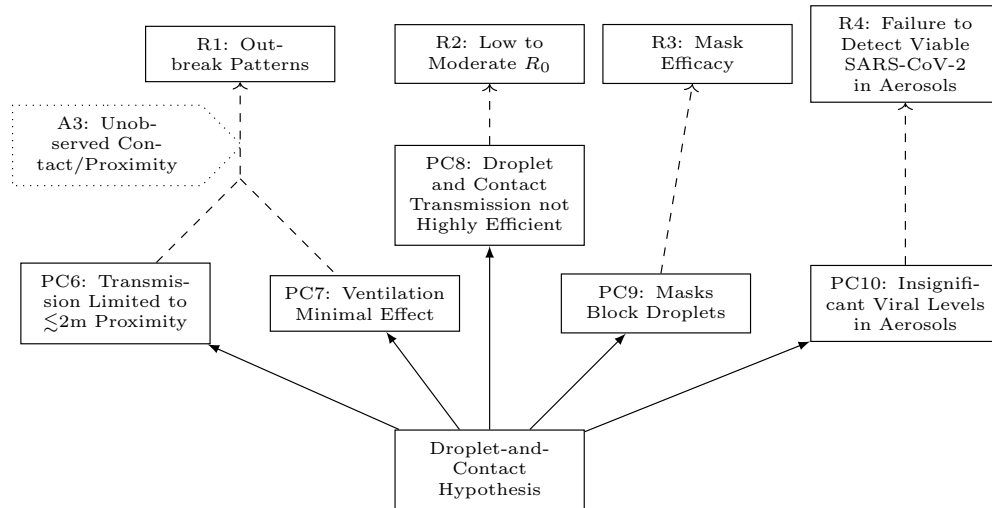 R1: Out-
break Patterns
R2: Low to
Moderate R₀
R3: Mask
Efficacy
R4: Failure to
Detect Viable
SARS-CoV-2
in Aerosols
A3: Unob-
served Con-
tact/Proximity
PC8: Droplet
and Contact
Transmission not
Highly Efficient
PC6: Transmis-
sion Limited to
≲2m Proximity
PC7: Ventilation
Minimal Effect
PC9: Masks
Block Droplets
PC10: Insignifi-
cant Viral Levels
in Aerosols
Droplet-and-
Contact
Hypothesis